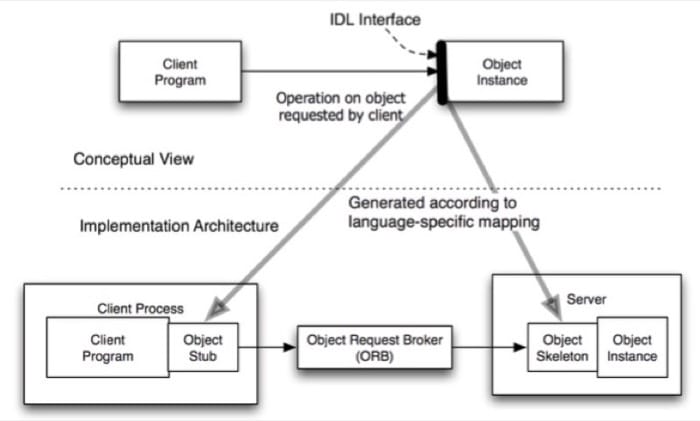 IDL Interface
Client
Program
Object
Instance
Operation on object
requested by client
Conceptual View
Generated according to
language-specific mapping
Implementation Architecture
Client Process
Server
Client
Program
Object
Stub
Object Request Broker
(ORB)
Object
Skeleton
Object
Instance